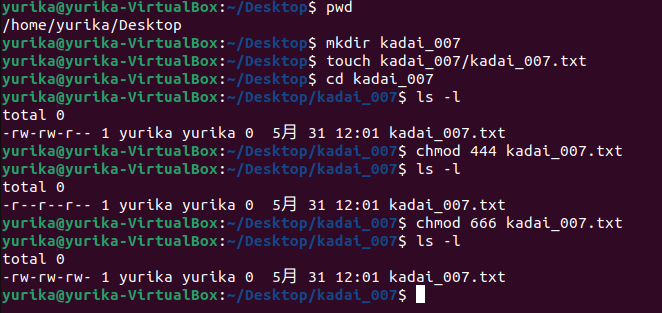 yurika@yurika-VirtualBox:~/Desktop$ pwd
/home/yurika/Desktop
yurika@yurika-VirtualBox:~/Desktop$ mkdir kadai_007
yurika@yurika-VirtualBox:~/Desktop$ touch kadai_007/kadai_007.txt
yurika@yurika-VirtualBox:~/Desktop$ cd kadai_007
yurika@yurika-VirtualBox:~/Desktop/kadai_007$ ls -l
total 0
-rw-rw-r-- 1 yurika yurika 0  5月 31 12:01 kadai_007.txt
yurika@yurika-VirtualBox:~/Desktop/kadai_007$ chmod 444 kadai_007.txt
yurika@yurika-VirtualBox:~/Desktop/kadai_007$ ls -l
total 0
-r--r--r-- 1 yurika yurika 0  5月 31 12:01 kadai_007.txt
yurika@yurika-VirtualBox:~/Desktop/kadai_007$ chmod 666 kadai_007.txt
yurika@yurika-VirtualBox:~/Desktop/kadai_007$ ls -l
total 0
-rw-rw-rw- 1 yurika yurika 0  5月 31 12:01 kadai_007.txt
yurika@yurika-VirtualBox:~/Desktop/kadai_007$